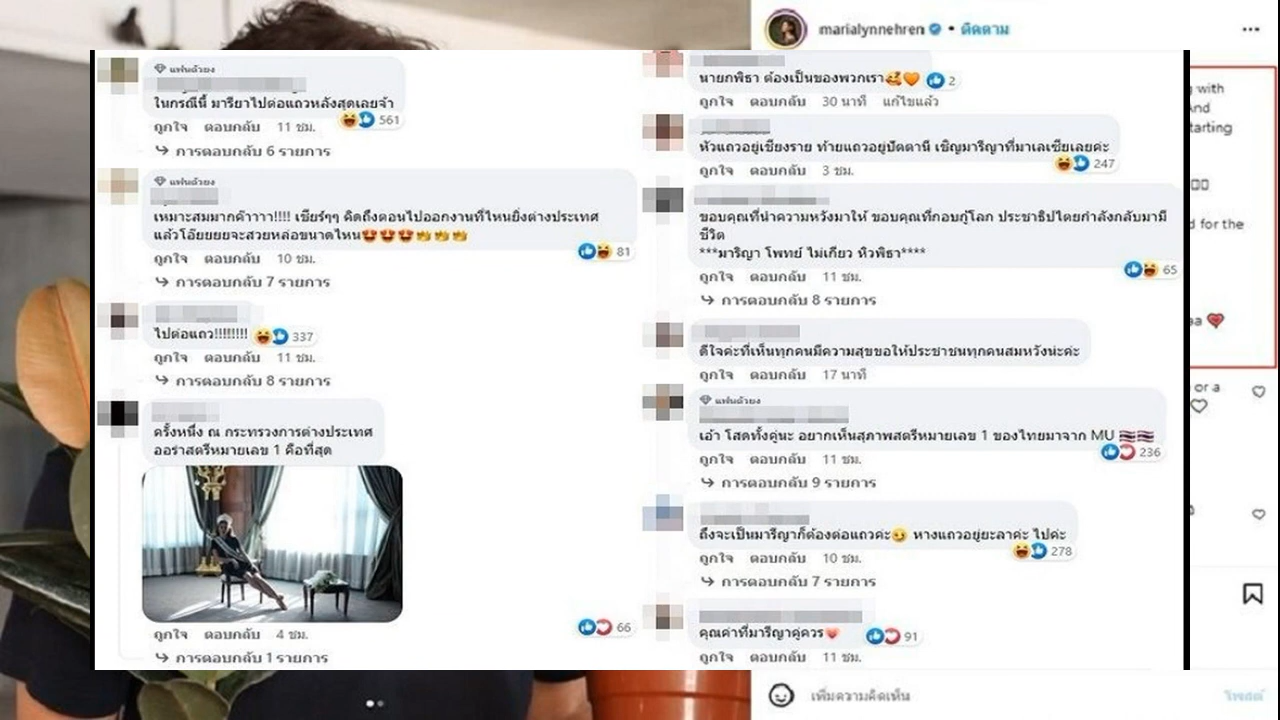 marialynnehren • ติดตาม
แฟนตัวยง
ในกรณีนี้ มารียาไปต่อแถวหลังสุดเลยจ้า
561
ถูกใจ ตอบกลับ 11 ชม.
การตอบกลับ 6 รายการ
แฟนตัวยง
เหมาะสมมากค้าาาา!!!! เชียร์ๆๆ คิดถึงตอนไปออกงานที่ไหนยิ่งต่างประเทศ
แล้วโอ๊ยยยยจะสวยหล่อขนาดไหน🤩🤩🤩👏👏👏
81
ถูกใจ ตอบกลับ 10 ชม.
การตอบกลับ 7 รายการ
ไปต่อแถว!!!!!!!!
337
ถูกใจ ตอบกลับ 11 ชม.
การตอบกลับ 8 รายการ
ครั้งหนึ่ง ณ กระทรวงการต่างประเทศ
ออร่าสตรีหมายเลข 1 คือที่สุด
66
ถูกใจ ตอบกลับ 4 ชม.
การตอบกลับ 1 รายการ
นายกพิธา ต้องเป็นของพวกเรา🥰🧡
2
ถูกใจ ตอบกลับ 30 นาที แก้ไขแล้ว
หัวแถวอยู่เชียงราย ท้ายแถวอยู่ปัตตานี เชิญมารีญาที่มาเลเซียเลยค่ะ
247
ถูกใจ ตอบกลับ 3 ชม.
ขอบคุณที่นำความหวังมาให้ ขอบคุณที่กอบกู้โลก ประชาธิปไตยกำลังกลับมามี
ชีวิต
***มาริญา โพทย์ ไม่เกียว หิวพิธา****
65
ถูกใจ ตอบกลับ 11 ชม.
การตอบกลับ 8 รายการ
ดีใจค่ะที่เห็นทุกคนมีความสุขขอให้ประชาชนทุกคนสมหวังน่ะค่ะ
ถูกใจ ตอบกลับ 17 นาที
แฟนตัวยง
เอ้า โสดทั้งคู่นะ อยากเห็นสุภาพสตรีหมายเลข 1 ของไทยมาจาก MU 🇹🇭🇹🇭
236
ถูกใจ ตอบกลับ 11 ชม.
การตอบกลับ 9 รายการ
ถึงจะเป็นมารีญาก็ต้องต่อแถวค่ะ😏 หางแถวอยู่ยะลาค่ะ ไปค่ะ
278
ถูกใจ ตอบกลับ 10 ชม.
การตอบกลับ 7 รายการ
คุณค่าที่มารีญาคู่ควร
91
ถูกใจ ตอบกลับ 11 ชม.
with
tarting
d for the
or a
เพิ่มความคิดเห็น
โพสต์